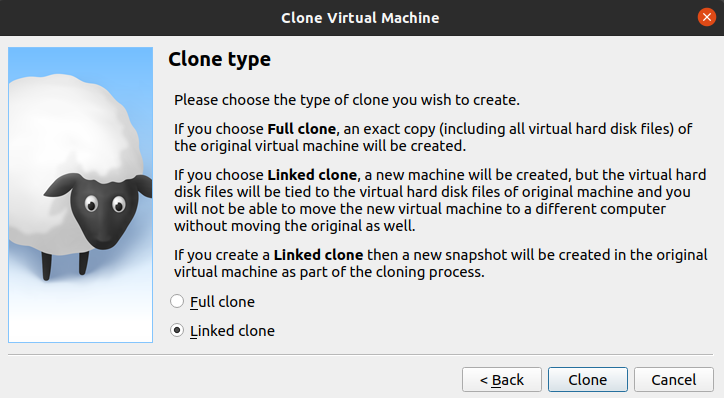 Clone Virtual Machine
Clone type
Please choose the type of clone you wish to create.
If you choose Full clone, an exact copy (including all virtual hard disk files) of
the original virtual machine will be created.
If you choose Linked clone, a new machine will be created, but the virtual hard
disk files will be tied to the virtual hard disk files of original machine and you
will not be able to move the new virtual machine to a different computer
without moving the original as well.
If you create a Linked clone then a new snapshot will be created in the original
virtual machine as part of the cloning process.
Full clone
Linked clone
< Back
Clone
Cancel